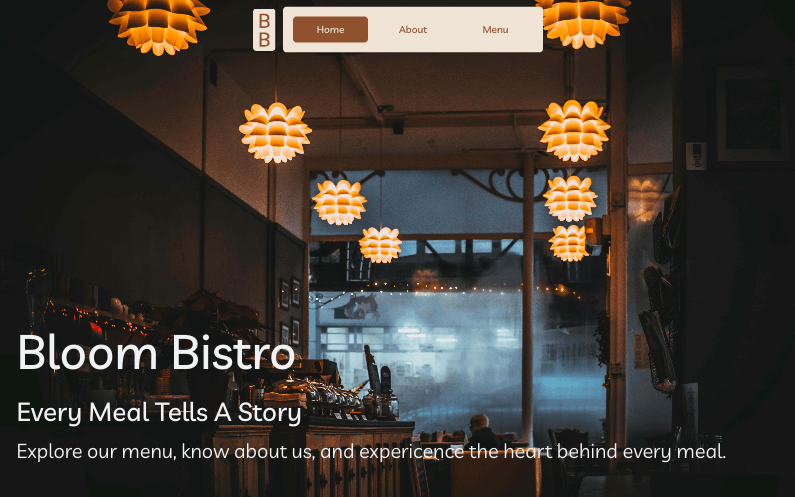 B
B
Home
About
Menu
Bloom Bistro
Every Meal Tells A Story
Explore our menu, know about us, and expericence the heart behind every meal.